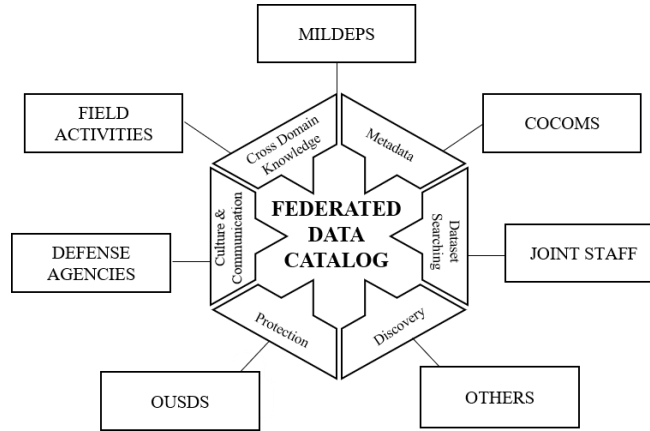 MILDEPS
FIELD
ACTIVITIES
COCOMS
Cross Domain
Knowledge
Metadata
Culture &
Communication
FEDERATED
DATA
CATALOG
Dataset
Searching
DEFENSE
AGENCIES
JOINT STAFF
Protection
Discovery
OUSDS
OTHERS